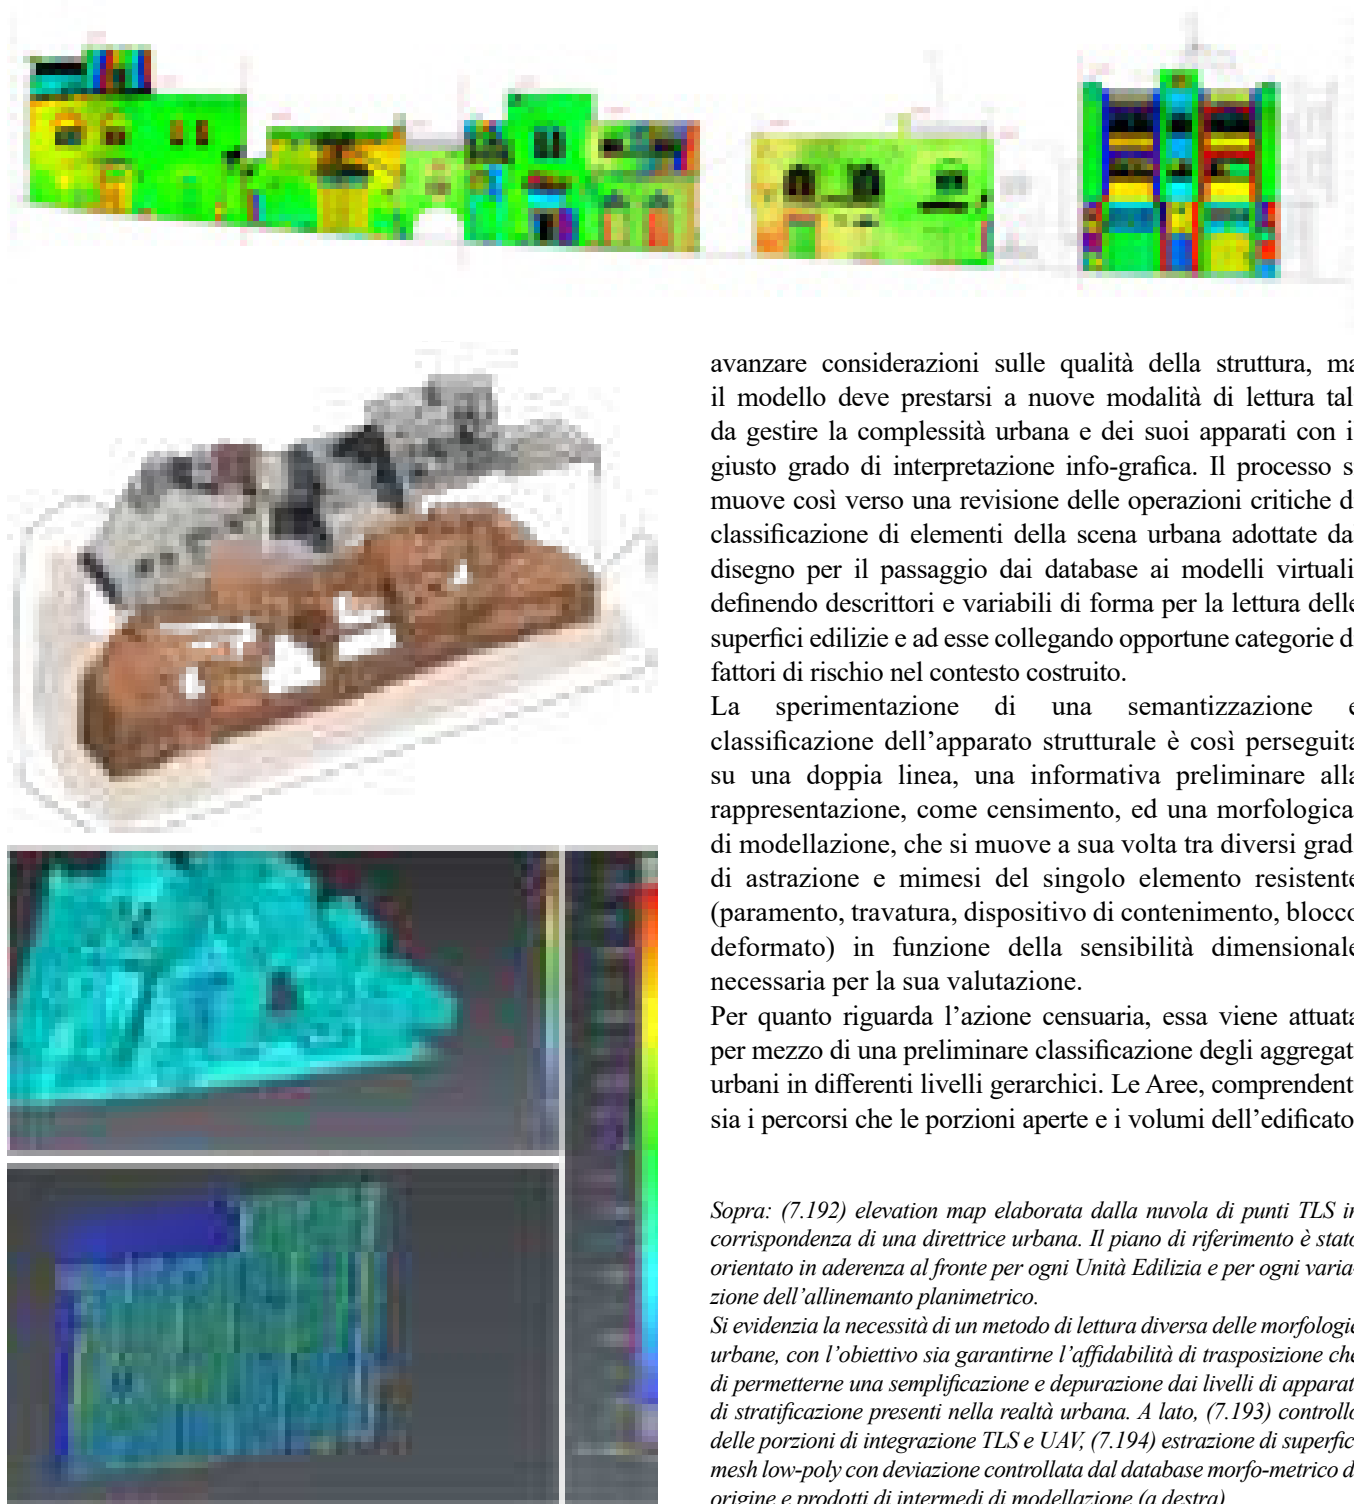 avanzare considerazioni sulle qualità della struttura, ma
il modello deve prestarsi a nuove modalità di lettura tali
da gestire la complessità urbana e dei suoi apparati con il
giusto grado di interpretazione info-grafica. Il processo si
muove così verso una revisione delle operazioni critiche di
classificazione di elementi della scena urbana adottate dal
disegno per il passaggio dai database ai modelli virtuali,
definendo descrittori e variabili di forma per la lettura delle
superfici edilizie e ad esse collegando opportune categorie di
fattori di rischio nel contesto costruito.
La sperimentazione di una semantizzazione e
classificazione dell'apparato strutturale è così perseguita
su una doppia linea, una informativa preliminare alla
rappresentazione, come censimento, ed una morfologica,
di modellazione, che si muove a sua volta tra diversi gradi
di astrazione e mimesi del singolo elemento resistente
(paramento, travatura, dispositivo di contenimento, blocco
deformato) in funzione della sensibilità dimensionale
necessaria per la sua valutazione.
Per quanto riguarda l'azione censuaria, essa viene attuata
per mezzo di una preliminare classificazione degli aggregati
urbani in differenti livelli gerarchici. Le Aree, comprendenti
sia i percorsi che le porzioni aperte e i volumi dell'edificato,
Sopra: (7.192) elevation map elaborata dalla nuvola di punti TLS in
corrispondenza di una direttrice urbana. Il piano di riferimento è stato
orientato in aderenza al fronte per ogni Unità Edilizia e per ogni varia-
zione dell'allinemanto planimetrico.
Si evidenzia la necessità di un metodo di lettura diversa delle morfologie
urbane, con l'obiettivo sia garantirne l'affidabilità di trasposizione che
di permetterne una semplificazione e depurazione dai livelli di apparati
di stratificazione presenti nella realtà urbana. A lato, (7.193) controllo
delle porzioni di integrazione TLS e UAV, (7.194) estrazione di superfici
mesh low-poly con deviazione controllata dal database morfo-metrico di
origine e prodotti di intermedi di modellazione (a destra)